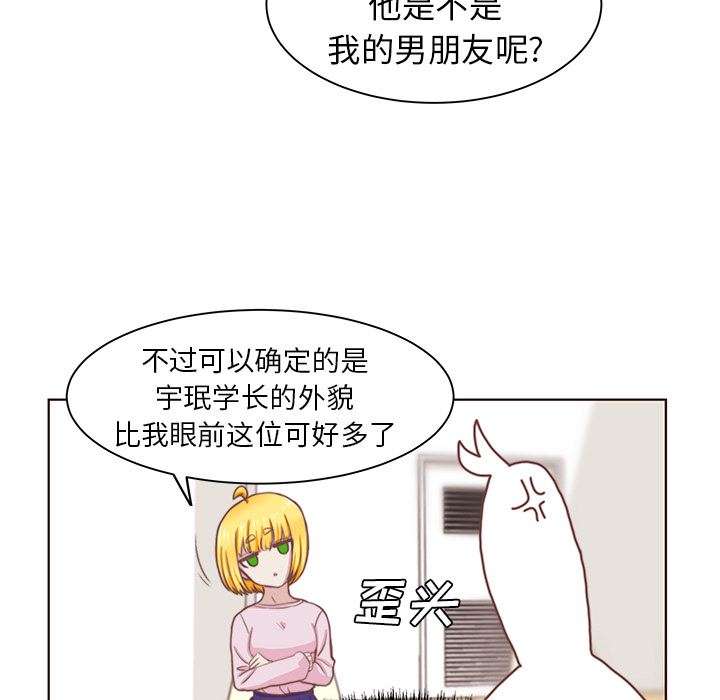 他是不是
我的男朋友呢?
不过可以确定的是
宇珉学长的外貌
比我眼前这位可好多了
歪头